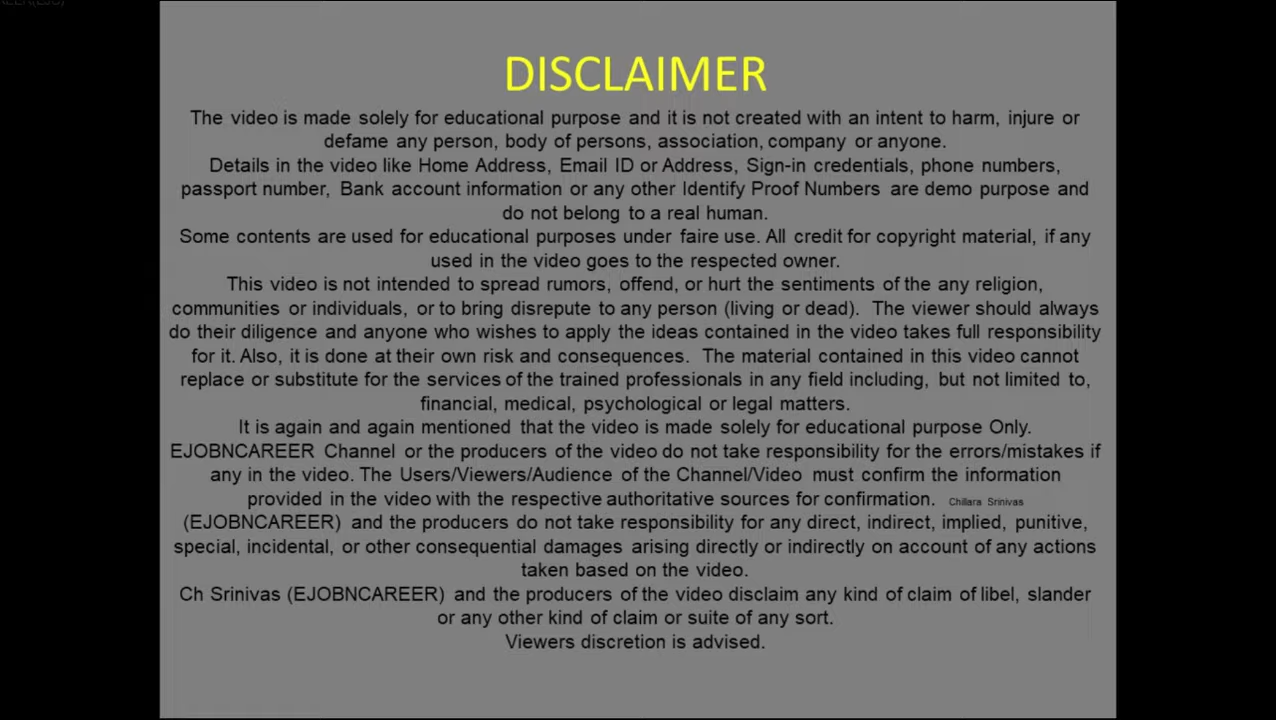 DISCLAIMER
The video is made solely for educational purpose and it is not created with an intent to harm, injure or
defame any person, body of persons, association, company or anyone.
Details in the video like Home Address, Email ID or Address, Sign-in credentials, phone numbers,
passport number, Bank account information or any other Identify Proof Numbers are demo purpose and
do not belong to a real human.
Some contents are used for educational purposes under faire use. All credit for copyright material, if any
used in the video goes to the respected owner.
This video is not intended to spread rumors, offend, or hurt the sentiments of the any religion,
communities or individuals, or to bring disrepute to any person (living or dead). The viewer should always
do their diligence and anyone who wishes to apply the ideas contained in the video takes full responsibility
for it. Also, it is done at their own risk and consequences. The material contained in this video cannot
replace or substitute for the services of the trained professionals in any field including, but not limited to,
financial, medical, psychological or legal matters.
It is again and again mentioned that the video is made solely for educational purpose Only.
EJOBNCAREER Channel or the producers of the video do not take responsibility for the errors/mistakes if
any in the video. The Users/Viewers/Audience of the Channel/Video must confirm the information
provided in the video with the respective authoritative sources for confirmation. Chillara Srinivas
(EJOBNCAREER) and the producers do not take responsibility for any direct, indirect, implied, punitive,
special, incidental, or other consequential damages arising directly or indirectly on account of any actions
taken based on the video.
Ch Srinivas (EJOBNCAREER) and the producers of the video disclaim any kind of claim of libel, slander
or any other kind of claim or suite of any sort.
Viewers discretion is advised.